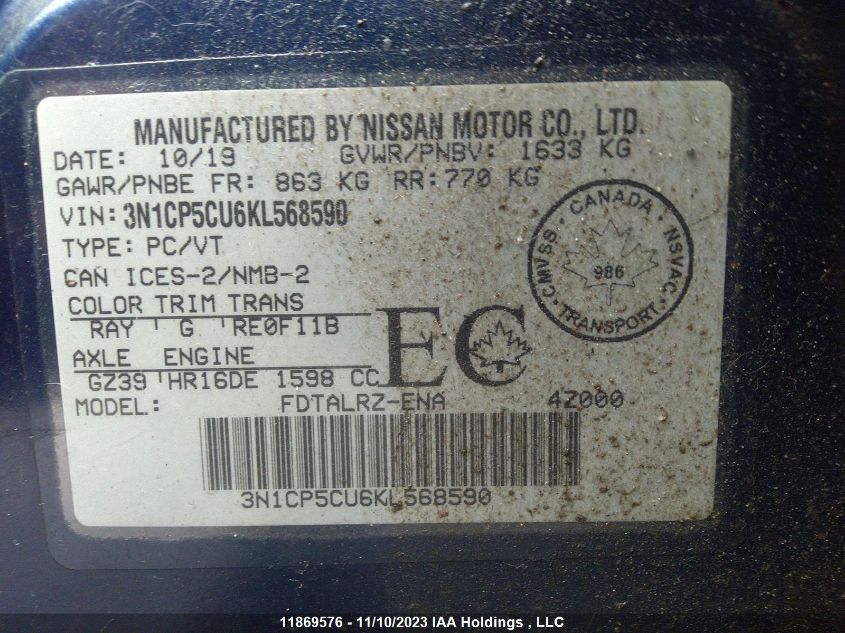 MANUFACTURED BY NISSAN MOTOR CO., LTD.
DATE: 10/19 GVWR/PNBV: 1633 KG
GAWR/PNBE FR: 863 KG RR:770 KG
VIN: 3N1CP5CU6KL568590
TYPE: PC/VT
CAN ICES-2/NMB-2
COLOR TRIM TRANS
RAY G RE0F11B
AXLE ENGINE
GZ39 HR16DE 1598 CC
EC
CMVSS · CANADA · NSVAC · TRANSPORT ·
986
MODEL: FDTALRZ-ENA 4Z000
3N1CP5CU6KL568590
11869576 - 11/10/2023 IAA Holdings , LLC